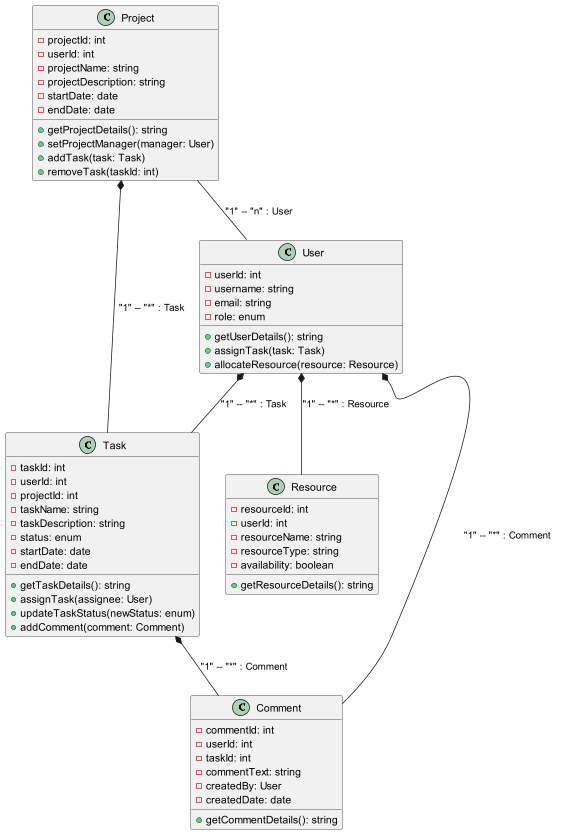 C Project
projectId: int
userId: int
projectName: string
projectDescription: string
startDate: date
endDate: date
getProjectDetails(): string
setProjectManager(manager: User)
addTask(task: Task)
removeTask(taskId: int)
"1" -- "n" : User
C User
userId: int
username: string
email: string
role: enum
getUserDetails(): string
assignTask(task: Task)
allocateResource(resource: Resource)
"1" -- "*" : Task
"1" -- "*" : Task
"1" -- "*" : Resource
C Task
taskId: int
userId: int
projectId: int
taskName: string
taskDescription: string
status: enum
startDate: date
endDate: date
getTaskDetails(): string
assignTask(assignee: User)
updateTaskStatus(newStatus: enum)
addComment(comment: Comment)
C Resource
resourceId: int
userId: int
resourceName: string
resourceType: string
availability: boolean
getResourceDetails(): string
"1" -- "*" : Comment
"1" -- "*" : Comment
C Comment
commentId: int
userId: int
taskId: int
commentText: string
createdBy: User
createdDate: date
getCommentDetails(): string